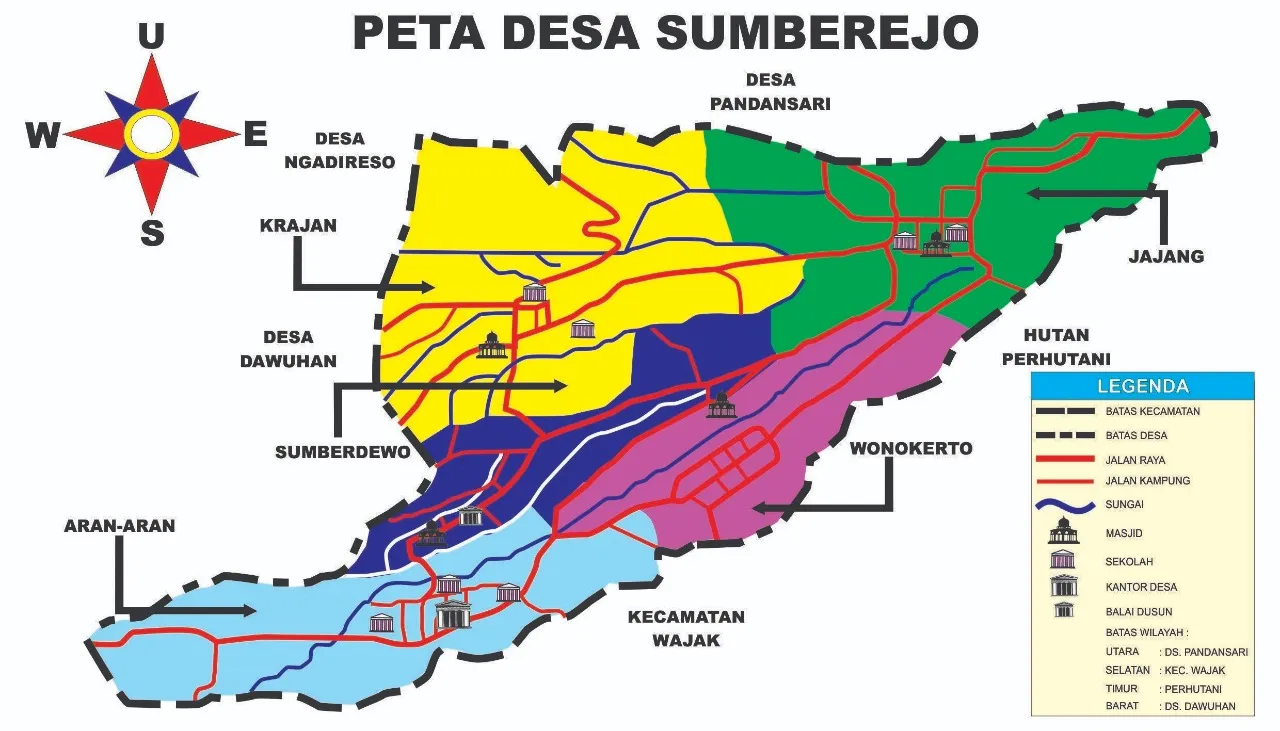 PETA DESA SUMBEREJO
U
W
E
S
DESA
PANDANSARI
DESA
NGADIRESO
KRAJAN
JAJANG
DESA
DAWUHAN
HUTAN
PERHUTANI
SUMBERDEWO
WONOKERTO
ARAN-ARAN
KECAMATAN
WAJAK
LEGENDA
BATAS KECAMATAN
BATAS DESA
JALAN RAYA
JALAN KAMPUNG
SUNGAI
MASJID
SEKOLAH
KANTOR DESA
BALAI DUSUN
BATAS WILAYAH :
UTARA : DS. PANDANSARI
SELATAN : KEC. WAJAK
TIMUR : PERHUTANI
BARAT : DS. DAWUHAN